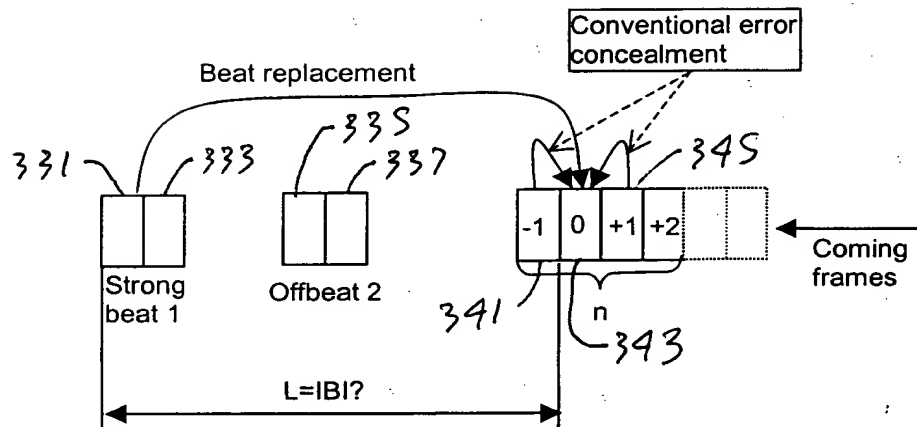 Conventional error
concealment
Beat replacement
331
333
335
337
345
-1 0 +1 +2
Coming
frames
Strong
beat 1
Offbeat 2
341
n
343
L=IBI?